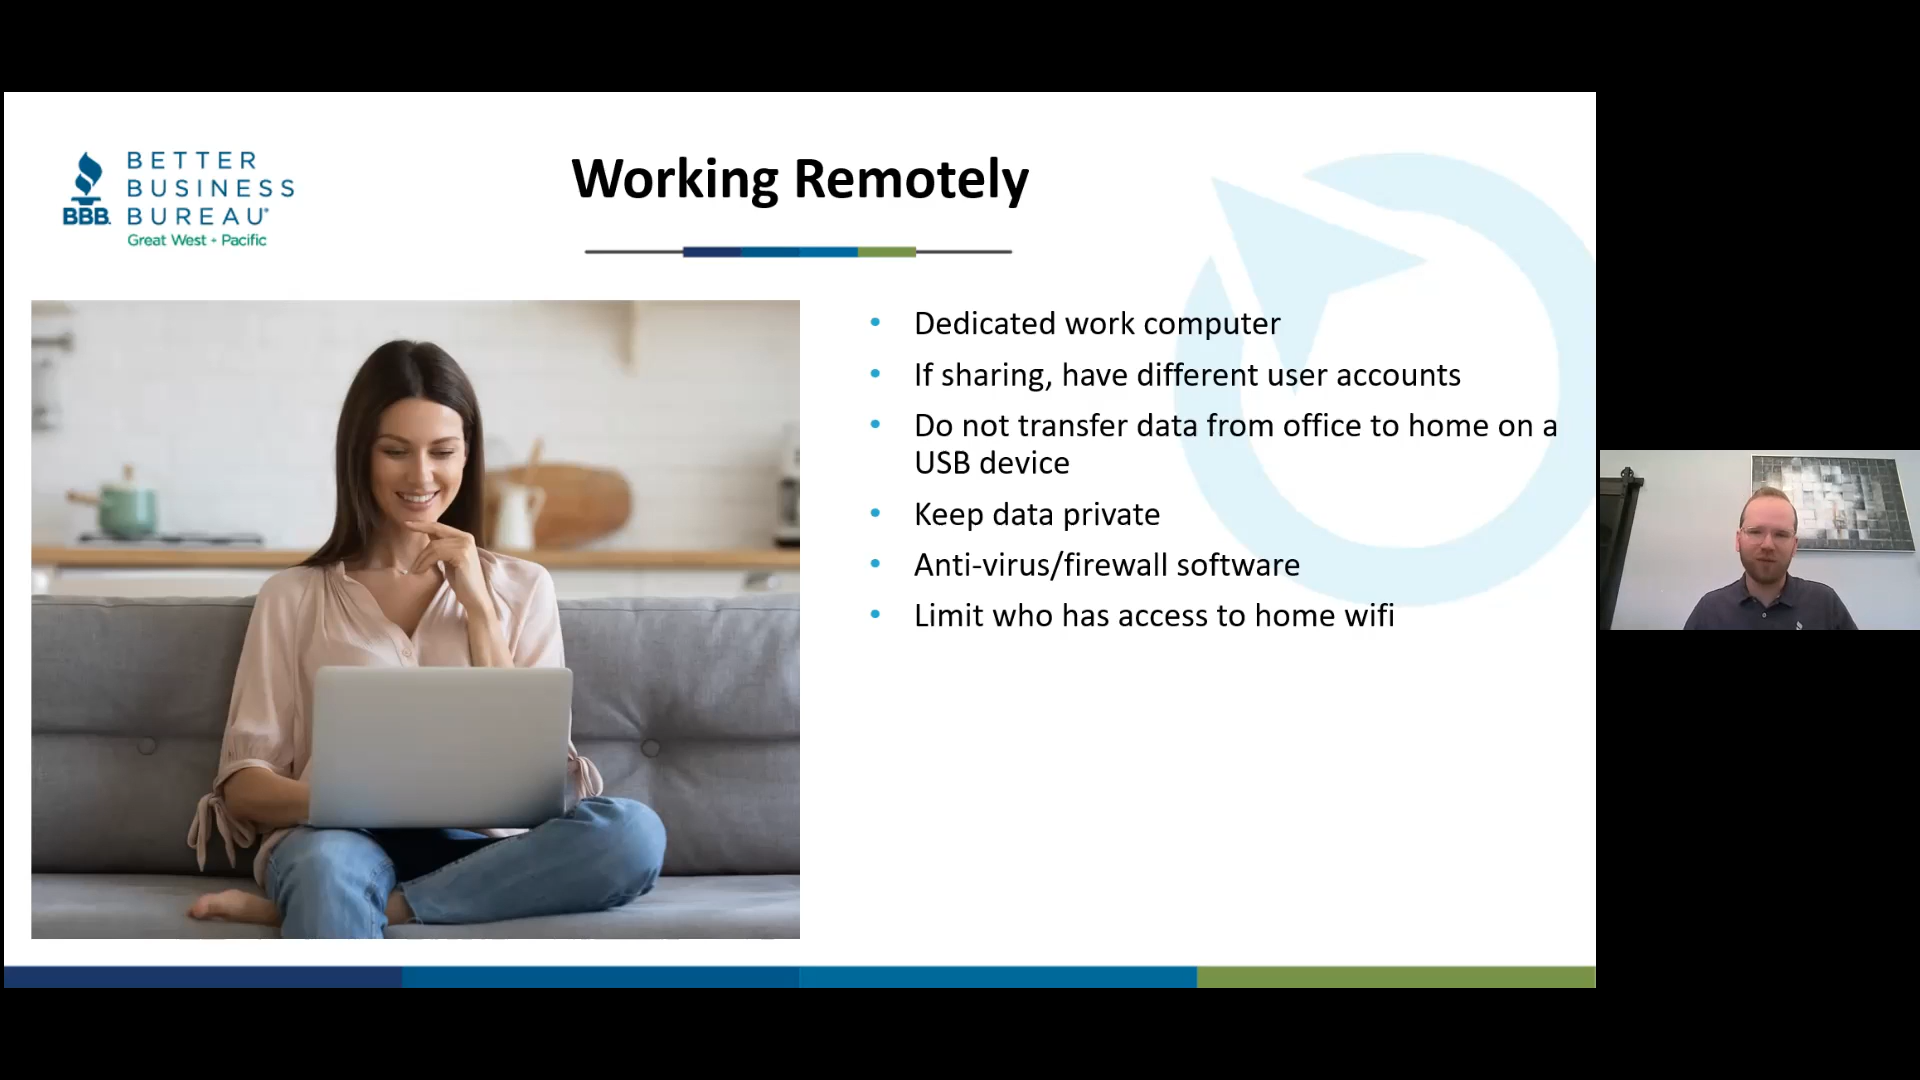 BETTER
BUSINESS
BBB. BUREAU®
Great West + Pacific
Working Remotely
• Dedicated work computer
• If sharing, have different user accounts
• Do not transfer data from office to home on a
USB device
• Keep data private
• Anti-virus/firewall software
• Limit who has access to home wifi